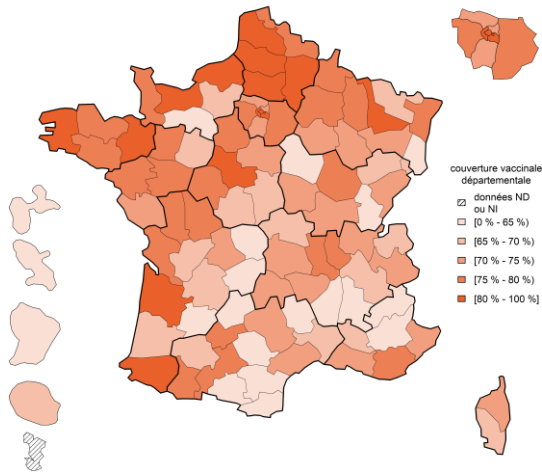 couverture vaccinale
départementale
données ND
ou NI
[0 % - 65 %)
[65 % - 70 %)
[70 % - 75 %)
[75 % - 80 %)
[80 % - 100 %]